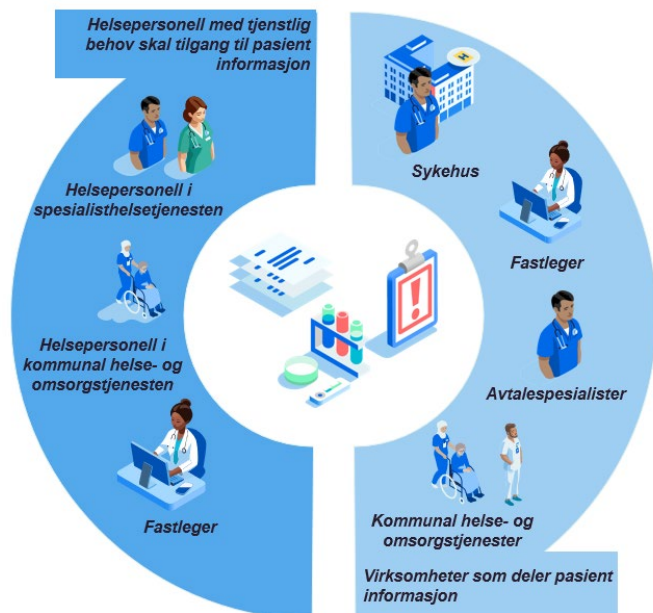 Helsepersonell med tjenstlig
behov skal tilgang til pasient
informasjon
Helsepersonell i
spesialisthelsetjenesten
Helsepersonell i
kommunal helse- og
omsorgstjenesten
Fastleger
Sykehus
Fastleger
Avtalespesialister
Kommunal helse- og
omsorgstjenester
Virksomheter som deler pasient
informasjon